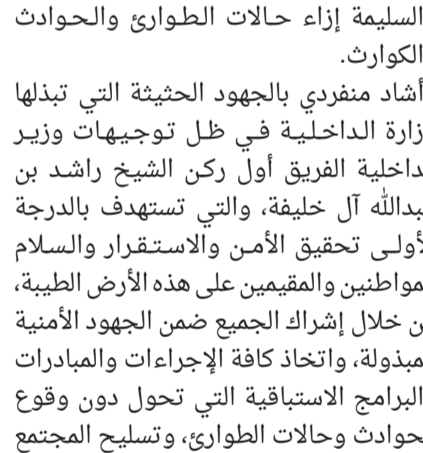 السليمة إزاء حالات الطوارئ والحوادث
الكوارث.
أشاد منفردي بالجهود الحثيثة التي تبذلها
زارة الداخلية في ظل توجيهات وزير
داخلية الفريق أول ركن الشيخ راشد بن
بدالله آل خليفة، والتي تستهدف بالدرجة
لأولى تحقيق الأمن والاستقرار والسلام
مواطنين والمقيمين على هذه الأرض الطيبة،
ن خلال إشراك الجميع ضمن الجهود الأمنية
مبذولة، واتخاذ كافة الإجراءات والمبادرات
البرامج الاستباقية التي تحول دون وقوع
حوادث وحالات الطوارئ، وتسليح المجتمع